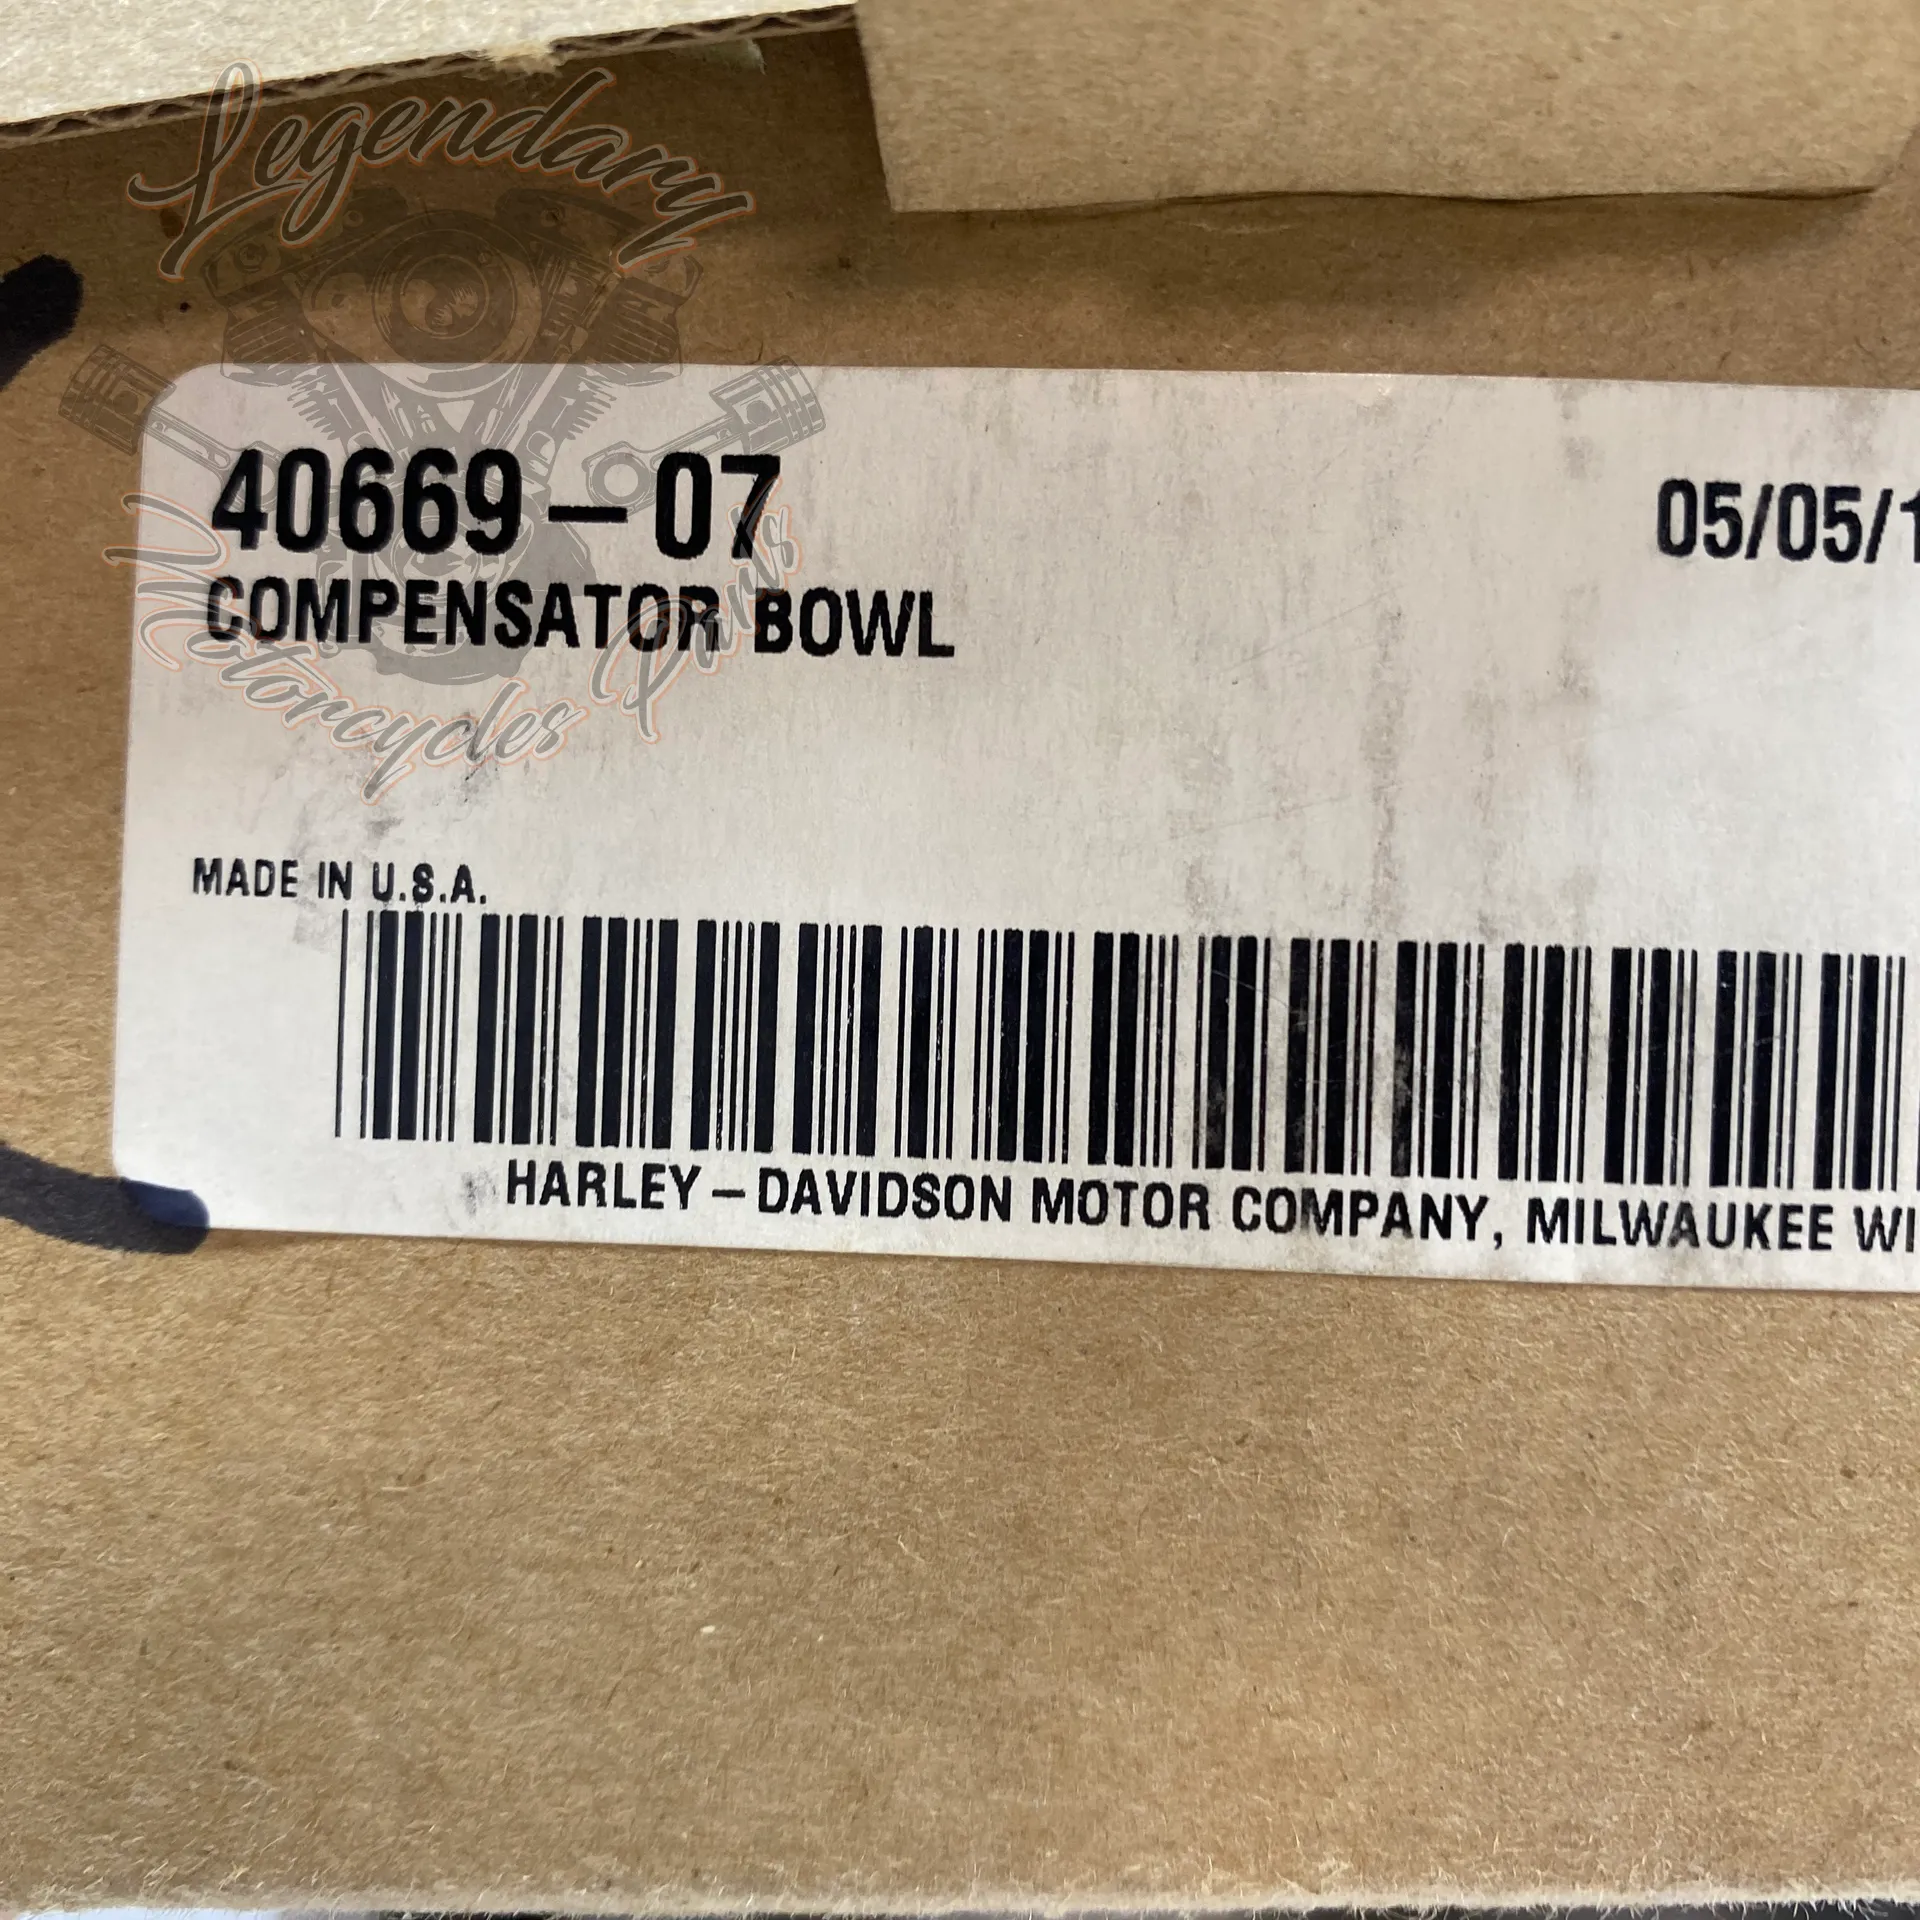 Legendary
40669-07
05/05/1
COMPENSATOR BOWL
Motorcycles Parts
MADE IN U.S.A.
HARLEY-DAVIDSON MOTOR COMPANY, MILWAUKEE WI